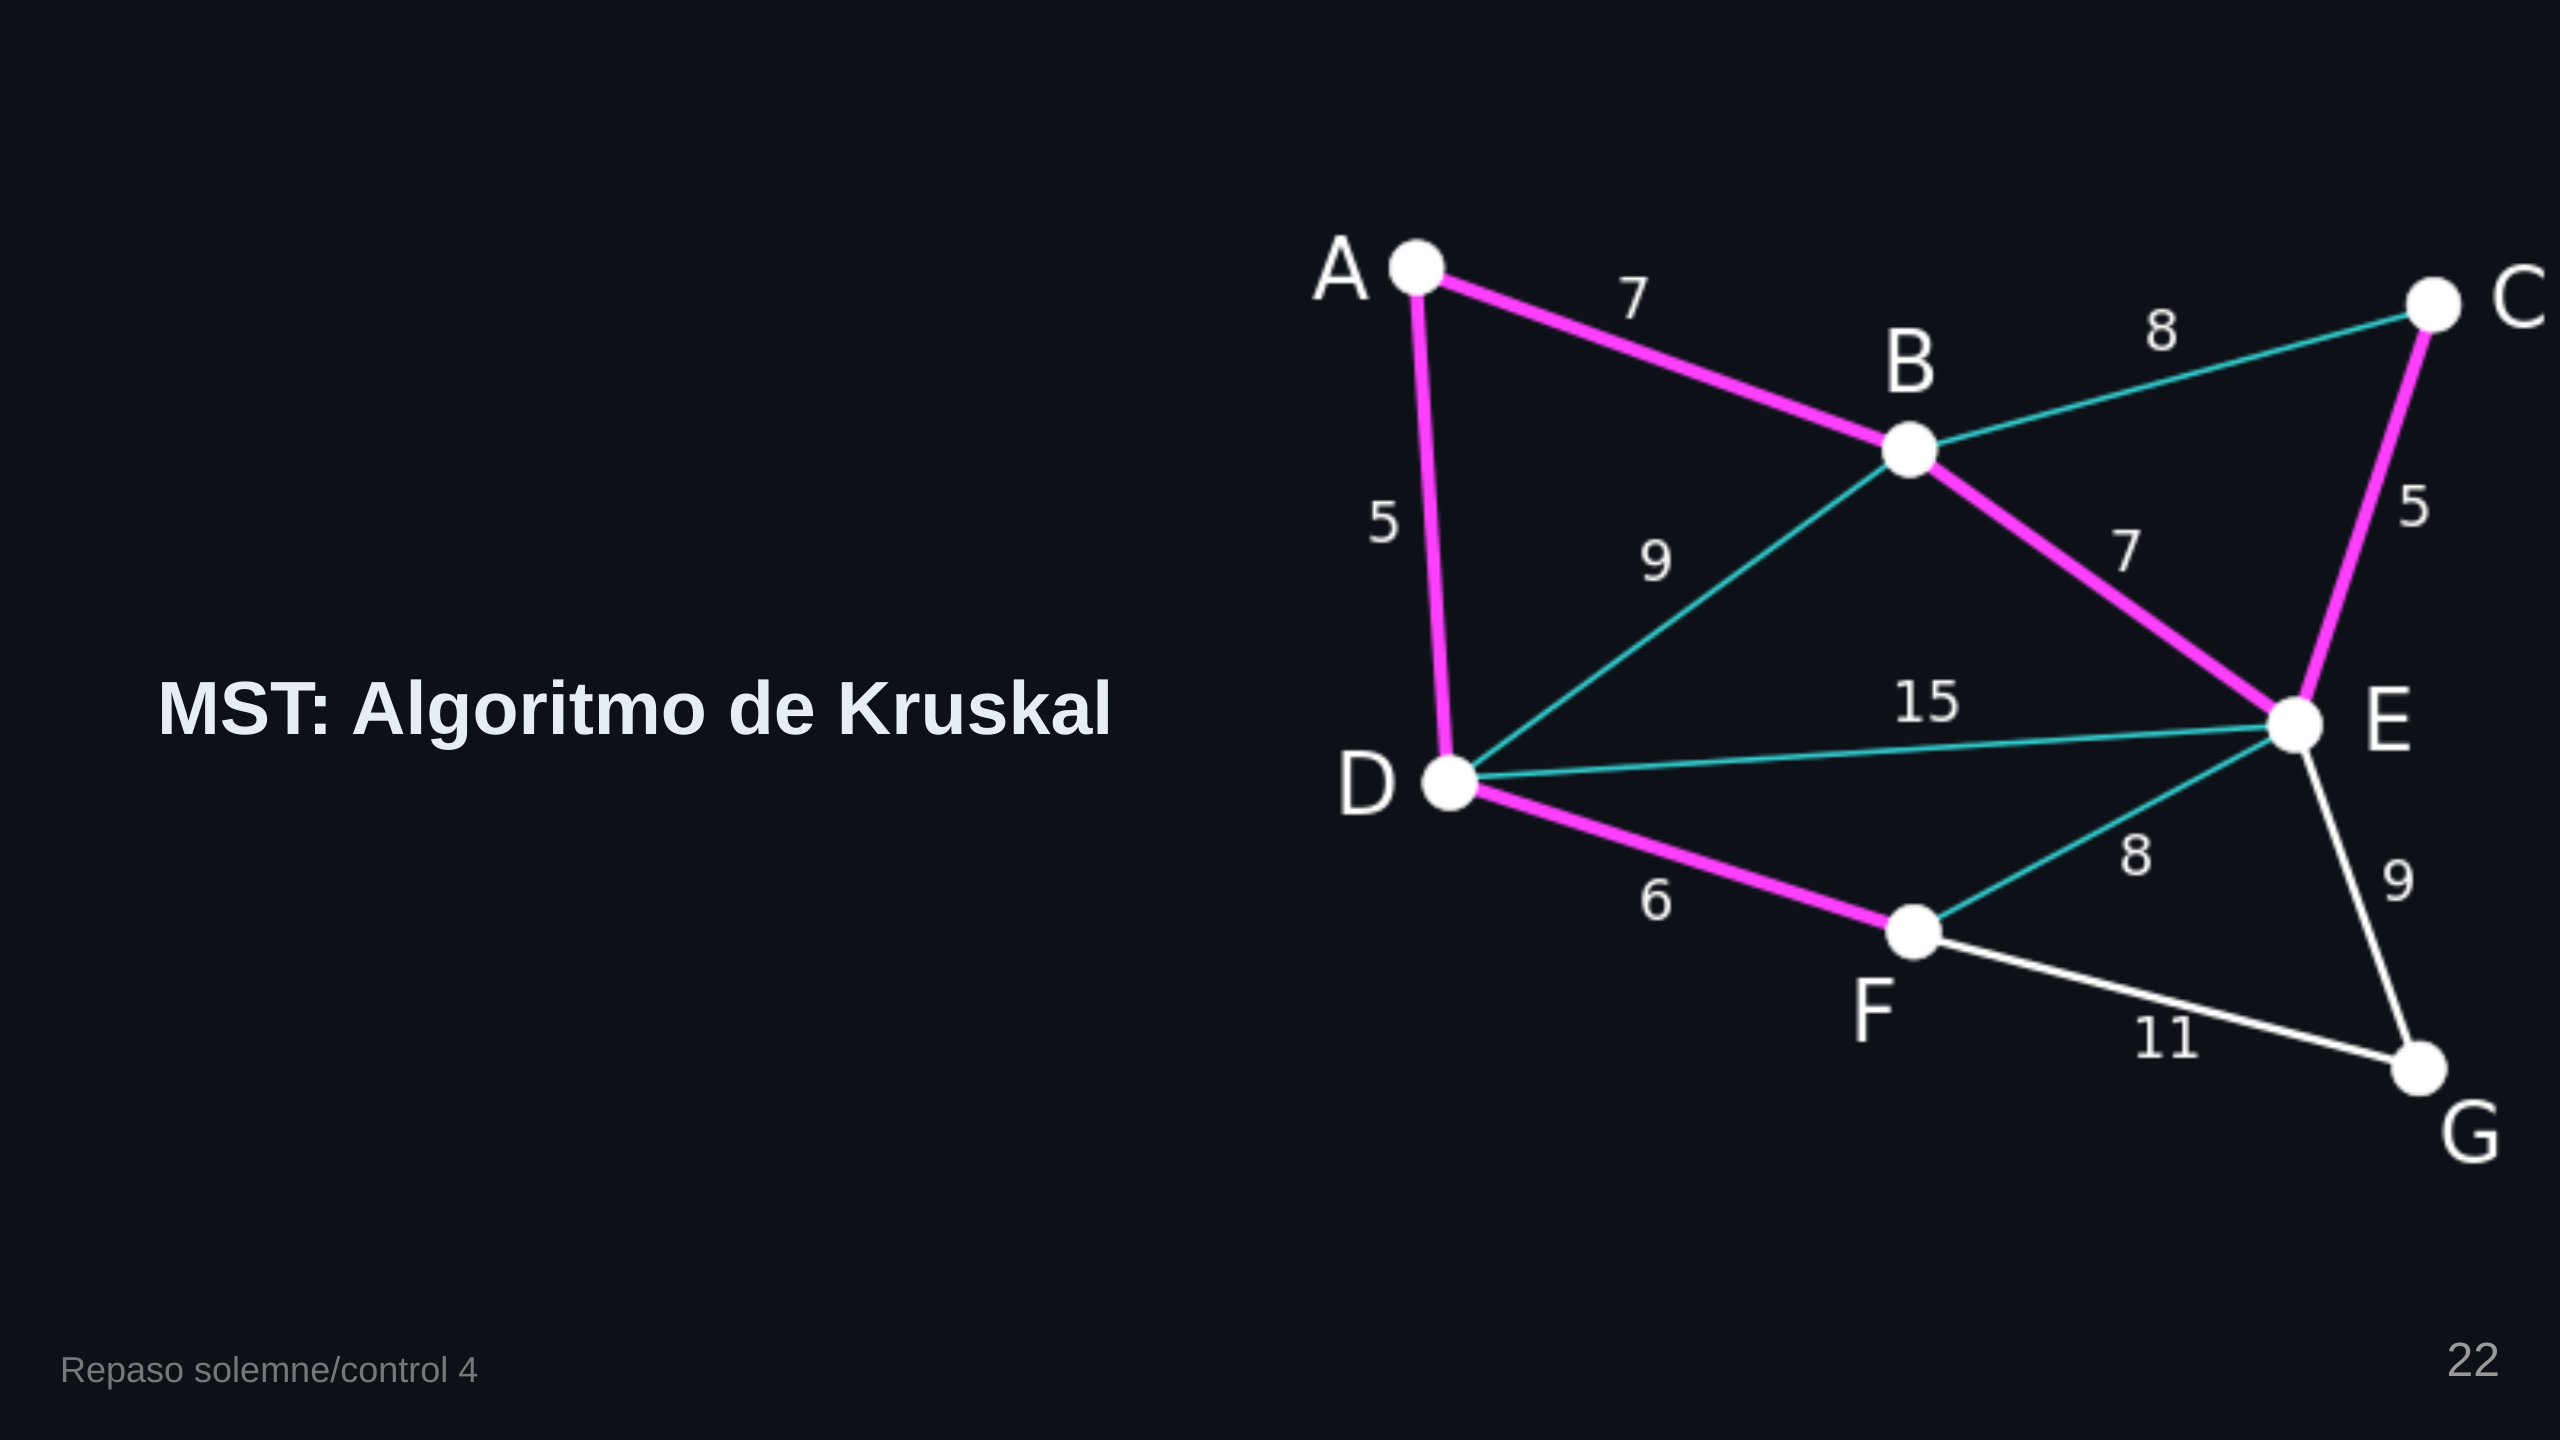 MST: Algoritmo de Kruskal
A
7
B
8
C
5
9
7
5
15
D
E
6
8
9
F
11
G
Repaso solemne/control 4
22